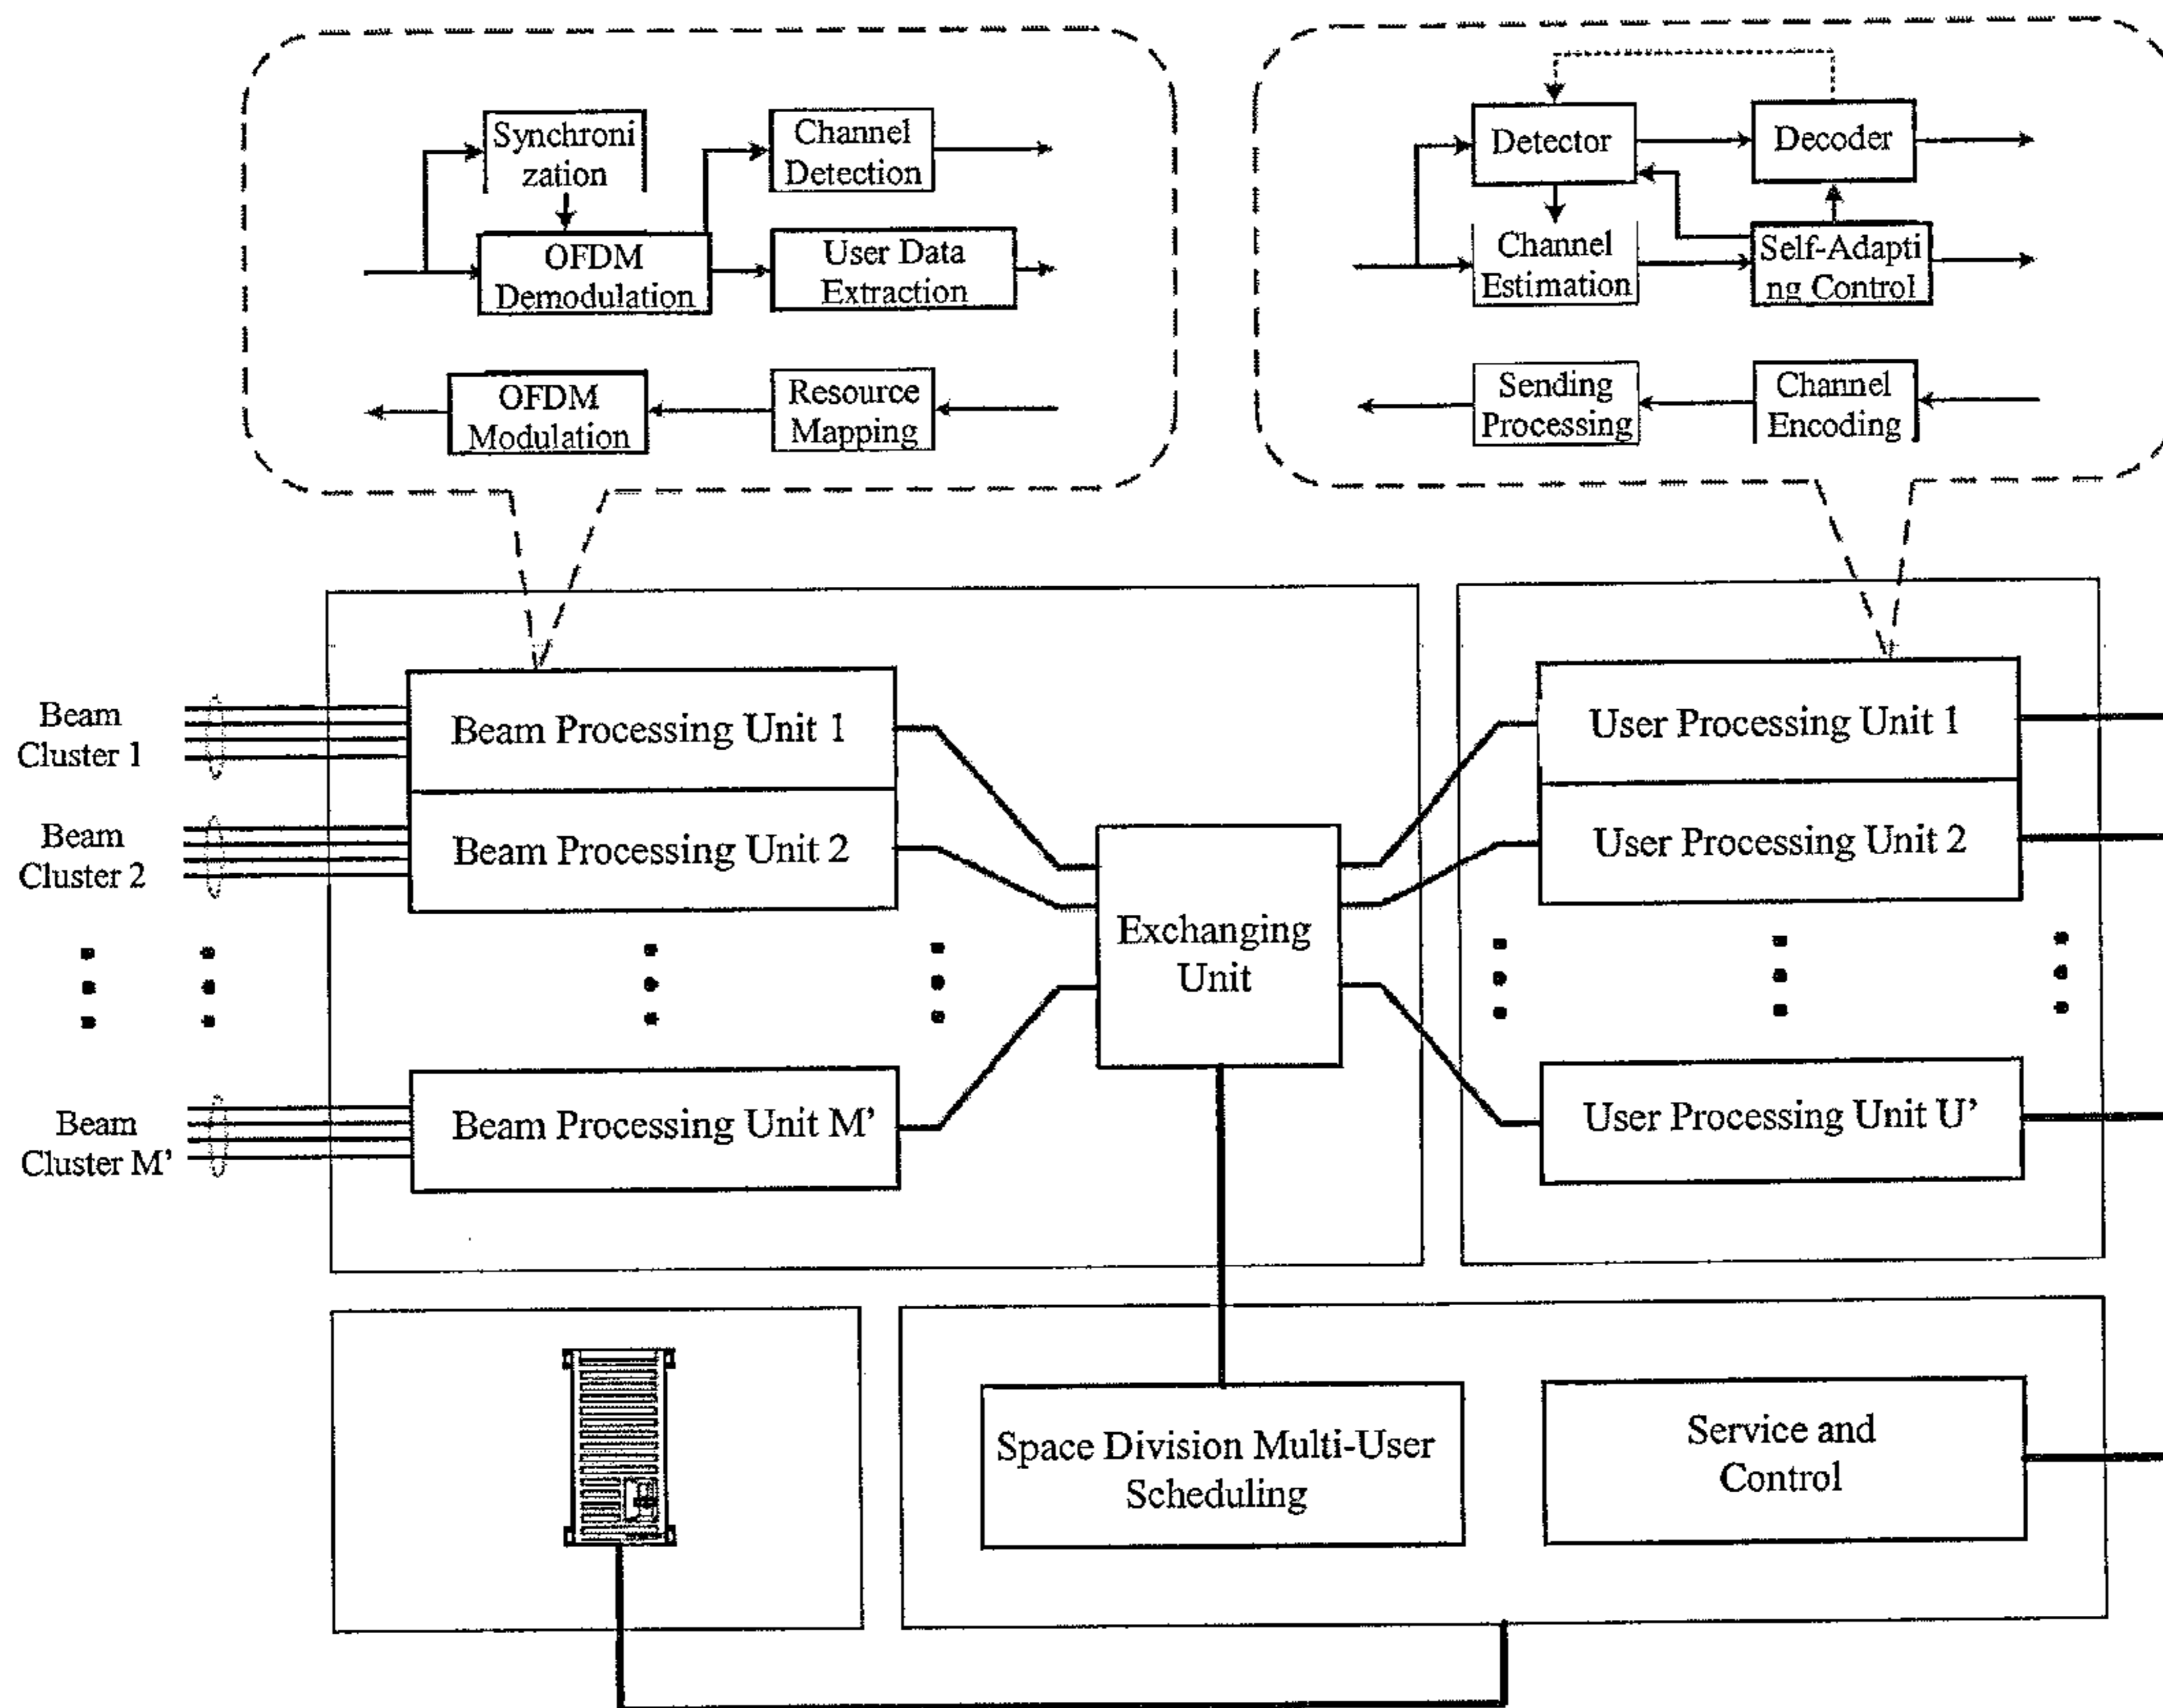 Synchroni
zation
Channel
Detection
OFDM
Demodulation
User Data
Extraction
OFDM
Modulation
Resource
Mapping
Detector
Decoder
Channel
Estimation
Self-Adapti
ng Control
Sending
Processing
Channel
Encoding
Beam
Cluster 1
Beam Processing Unit 1
User Processing Unit 1
Beam
Cluster 2
Beam Processing Unit 2
User Processing Unit 2
Exchanging
Unit
Beam
Cluster M'
Beam Processing Unit M'
User Processing Unit U'
Space Division Multi-User
Scheduling
Service and
Control